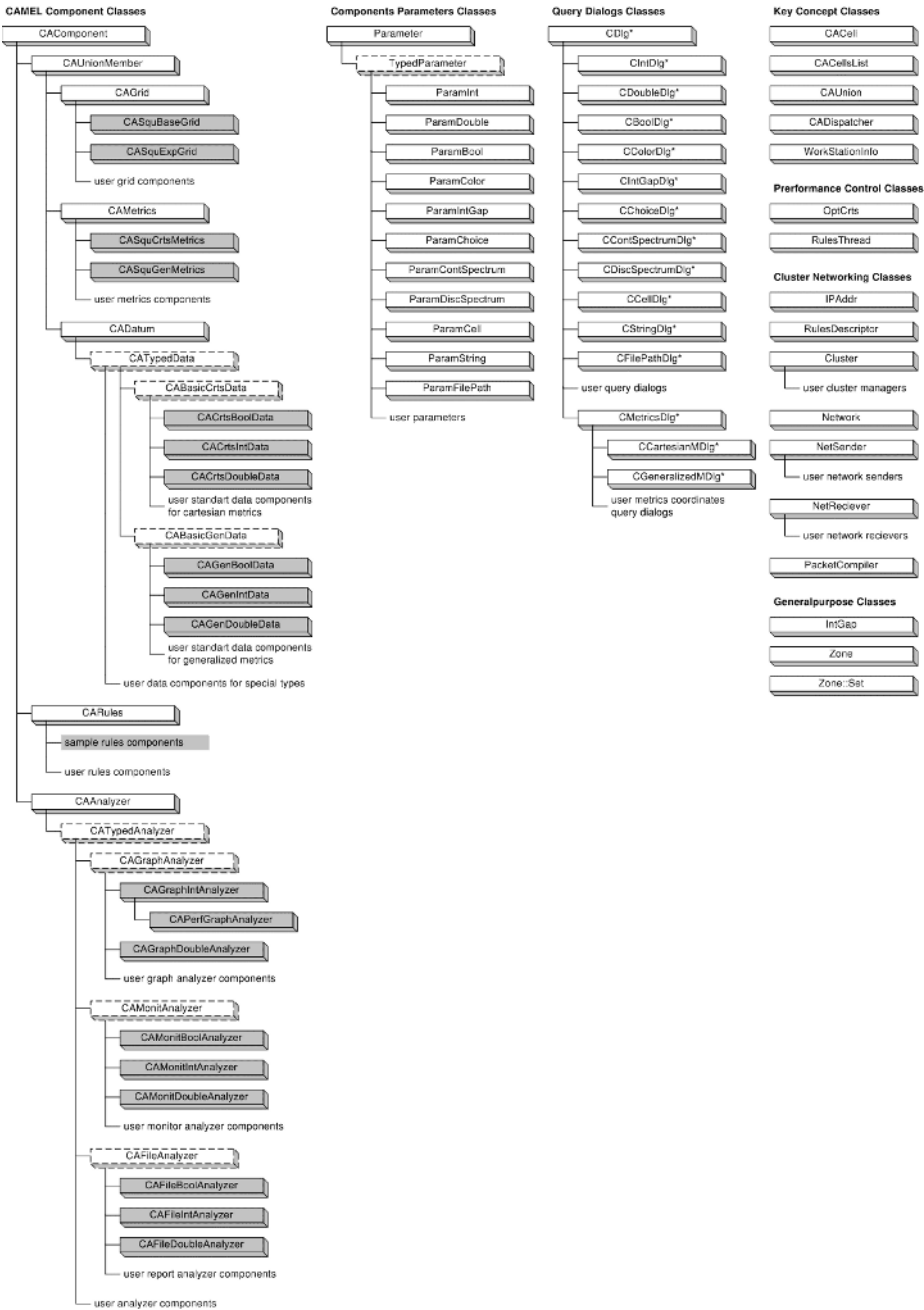 CAMEL Component Classes
CAComponent
CAUnionMember
CAGrid
CASquBaseGrid
CASquExpGrid
user grid components
CAMetrics
CASquCrtsMetrics
CASquGenMetrics
user metrics components
CADatum
CATypedData
CABasicCrtsData
CACrtsBoolData
CACrtsIntData
CACrtsDoubleData
user standart data components
for cartesian metrics
CABasicGenData
CAGenBoolData
CAGenIntData
CAGenDoubleData
user standart data components
for generalized metrics
user data components for special types
CARules
sample rules components
user rules components
CAAnalyzer
CATypedAnalyzer
CAGraphAnalyzer
CAGraphIntAnalyzer
CAPerfGraphAnalyzer
CAGraphDoubleAnalyzer
user graph analyzer components
CAMonitAnalyzer
CAMonitBoolAnalyzer
CAMonitIntAnalyzer
CAMonitDoubleAnalyzer
user monitor analyzer components
CAFileAnalyzer
CAFileBoolAnalyzer
CAFileIntAnalyzer
CAFileDoubleAnalyzer
user report analyzer components
user analyzer components
Components Parameters Classes
Parameter
TypedParameter
ParamInt
ParamDouble
ParamBool
ParamColor
ParamIntGap
ParamChoice
ParamContSpectrum
ParamDiscSpectrum
ParamCell
ParamString
ParamFilePath
user parameters
Query Dialogs Classes
CDlg*
CIntDlg*
CDoubleDlg*
CBoolDlg*
CColorDlg*
CIntGapDlg*
CChoiceDlg*
CContSpectrumDlg*
CDiscSpectrumDlg*
CCellDlg*
CStringDlg*
CFilePathDlg*
user query dialogs
CMetricsDlg*
CCartesianMDlg*
CGeneralizedMDlg*
user metrics coordinates
query dialogs
Key Concept Classes
CACell
CACellsList
CAUnion
CADispatcher
WorkStationInfo
Prerformance Control Classes
OptCrts
RulesThread
Cluster Networking Classes
IPAddr
RulesDescriptor
Cluster
user cluster managers
Network
NetSender
user network senders
NetReciever
user network recievers
PacketCompiler
Generalpurpose Classes
IntGap
Zone
Zone::Set